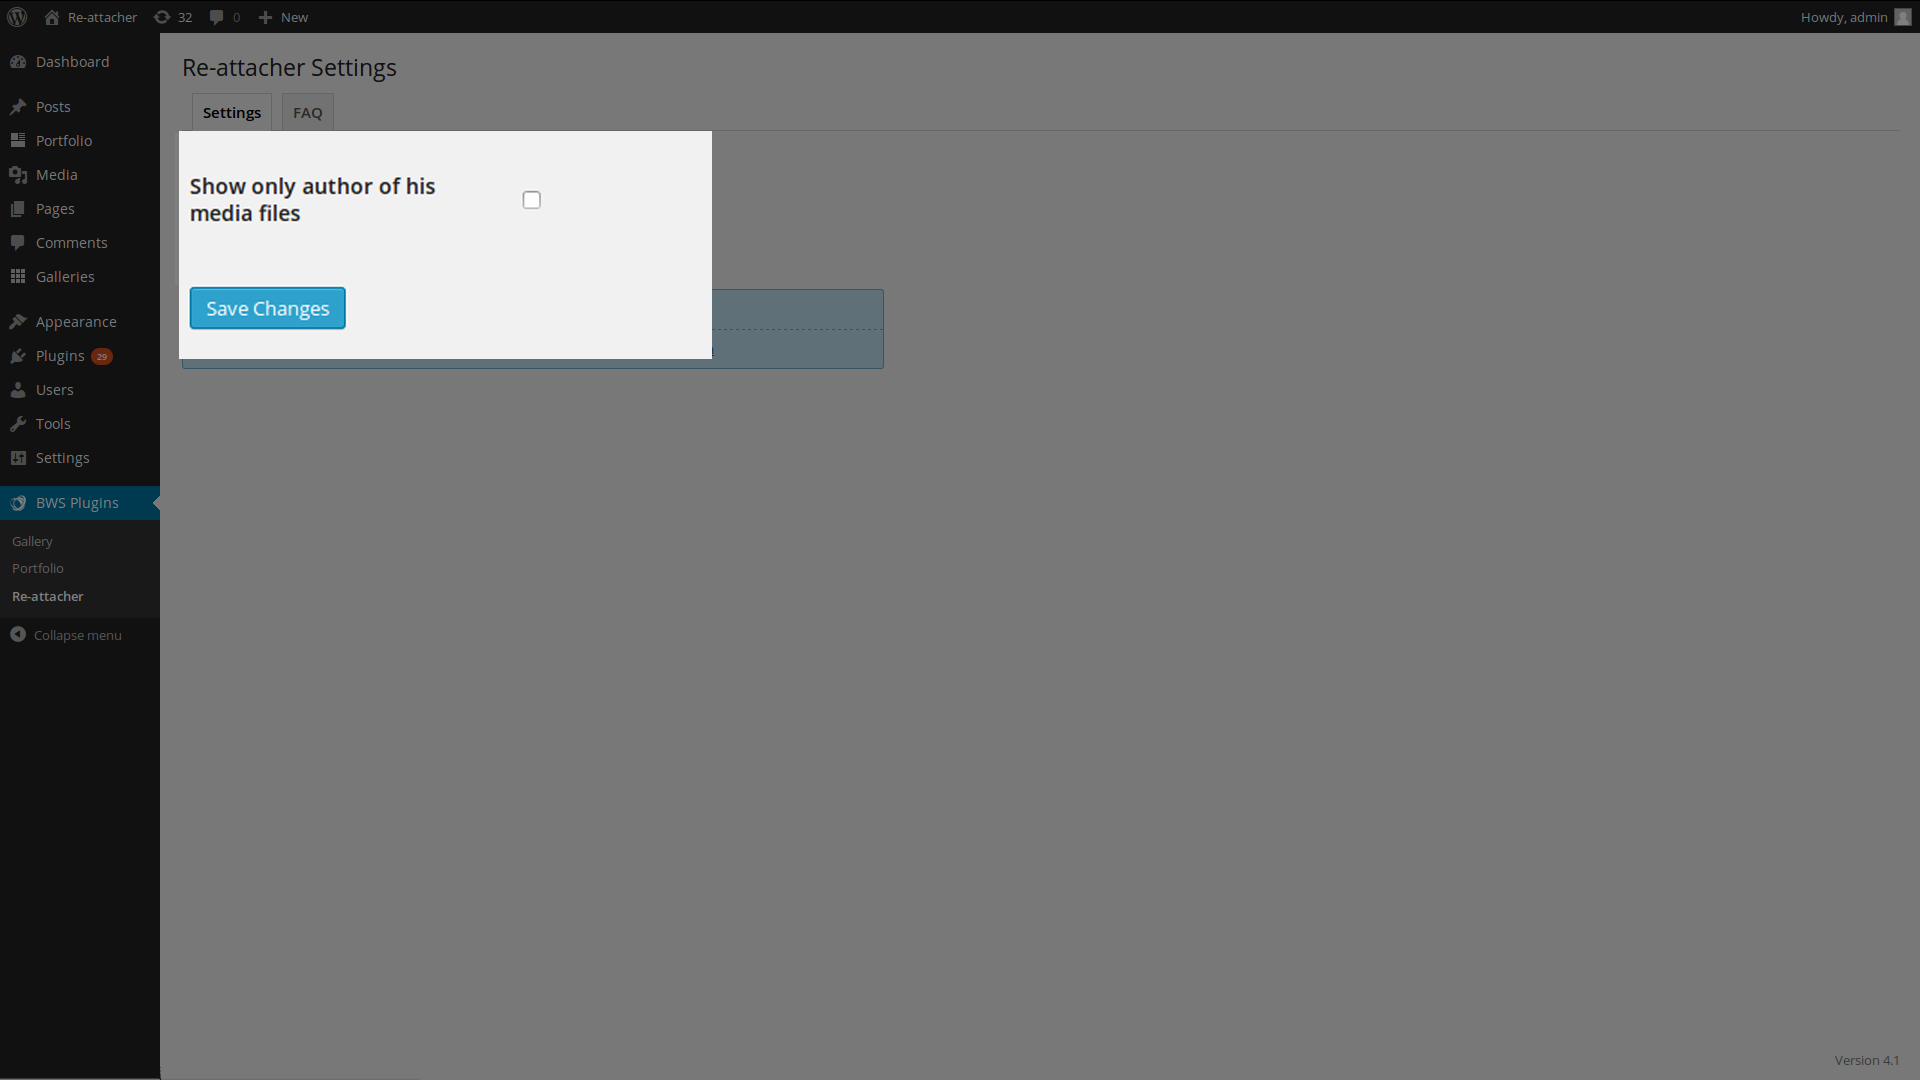 Re-attacher 32 0 New Howdy, admin
Dashboard
Posts
Portfolio
Media
Pages
Comments
Galleries
Appearance
Plugins 29
Users
Tools
Settings
BWS Plugins
Gallery
Portfolio
Re-attacher
Collapse menu
Re-attacher Settings
Settings FAQ
Show only author of his
media files
Save Changes
Version 4.1